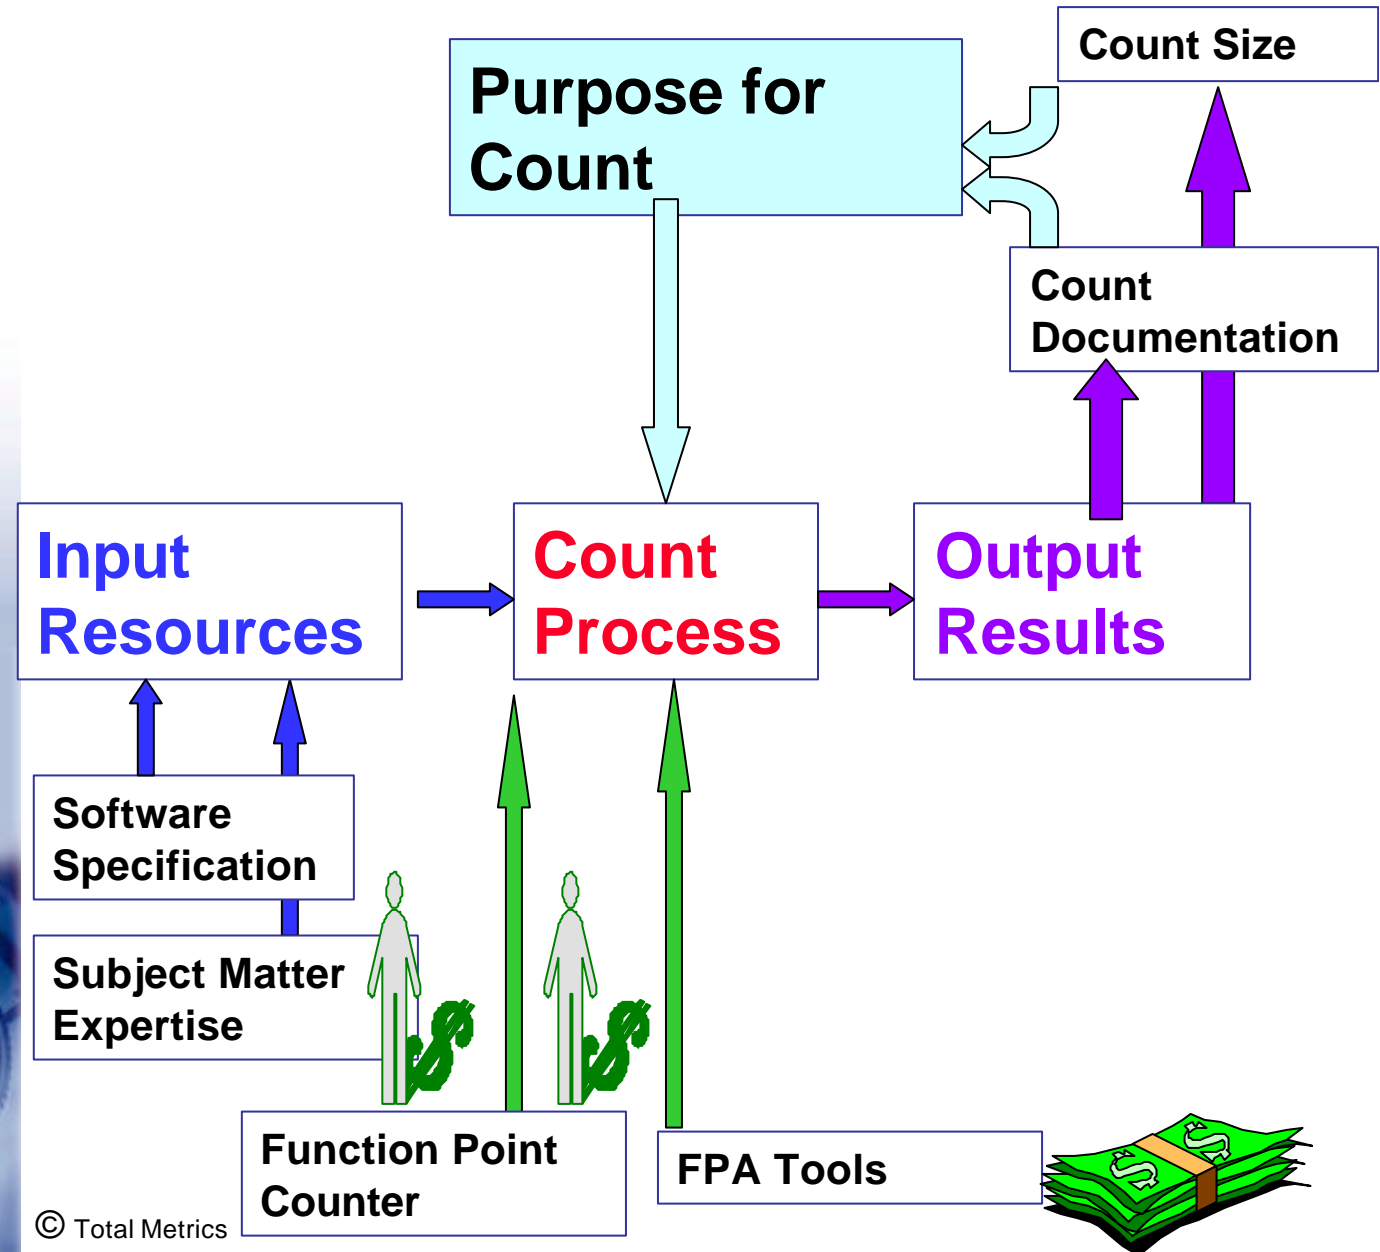 Count Size
Purpose for
Count
Count
Documentation
Input
Resources
Count
Process
Output
Results
Software
Specification
Subject Matter
Expertise
$
$
Function Point
Counter
FPA Tools
$
$
© Total Metrics